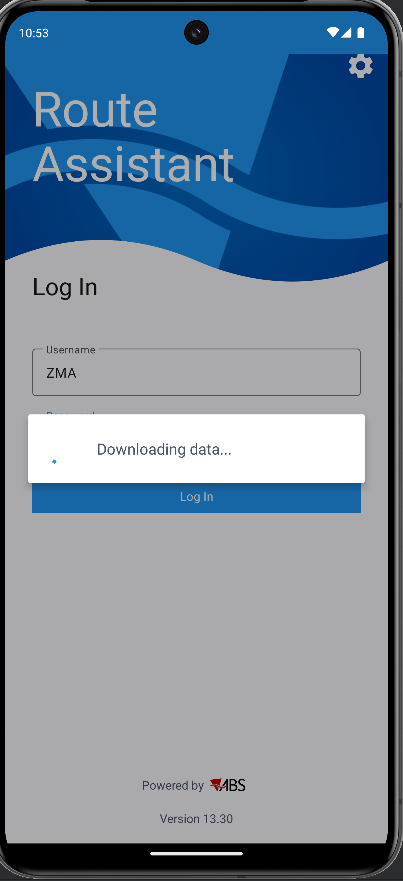 10:53
Route
Assistant
Log In
Username
ZMA
Downloading data...
Log In
Powered by ABS
Version 13.30